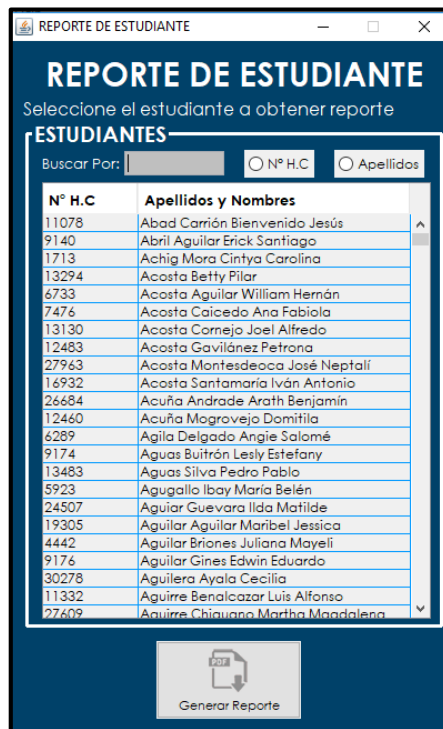 REPORTE DE ESTUDIANTE
REPORTE DE ESTUDIANTE
Seleccione el estudiante a obtener reporte
ESTUDIANTES
Buscar Por: N° H.C Apellidos
N° H.C Apellidos y Nombres
11078 Abad Carrión Bienvenido Jesús
9140 Abril Aguilar Erick Santiago
1713 Achig Mora Cintya Carolina
13294 Acosta Betty Pilar
6733 Acosta Aguilar William Hernán
7476 Acosta Caicedo Ana Fabiola
13130 Acosta Cornejo Joel Alfredo
12483 Acosta Gavilánez Petrona
27963 Acosta Montesdeoca José Neptalí
16932 Acosta Santamaría Iván Antonio
26684 Acuña Andrade Arath Benjamín
12460 Acuña Mogrovejo Domitila
6289 Agila Delgado Angie Salomé
9174 Aguas Buitrón Lesly Estefany
13483 Aguas Silva Pedro Pablo
5923 Agugallo Ibay María Belén
24507 Aguiar Guevara Ilda Matilde
19305 Aguilar Aguilar Maribel Jessica
4442 Aguilar Briones Juliana Mayeli
9176 Aguilar Gines Edwin Eduardo
30278 Aguilera Ayala Cecilia
11332 Aguirre Benalcazar Luis Alfonso
27609 Aguirre Chiguano Martha Magdalena
PDF
Generar Reporte